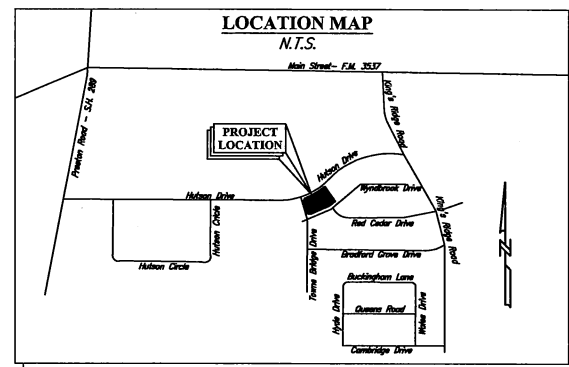 LOCATION MAP
N.T.S.
Main Street- F.M. 3537
Preston Road - S.H. 289
King's Ridge Road
PROJECT
LOCATION
Hutson Drive
Wyndbrook Drive
Hutson Drive
Hutson Circle
Red Cedar Drive
King's Ridge Road
Towne Bridge Drive
Bradford Grove Drive
Hutson Circle
Buckingham Lane
Hyde Drive
Queens Road
Wales Drive
Cambridge Drive
N